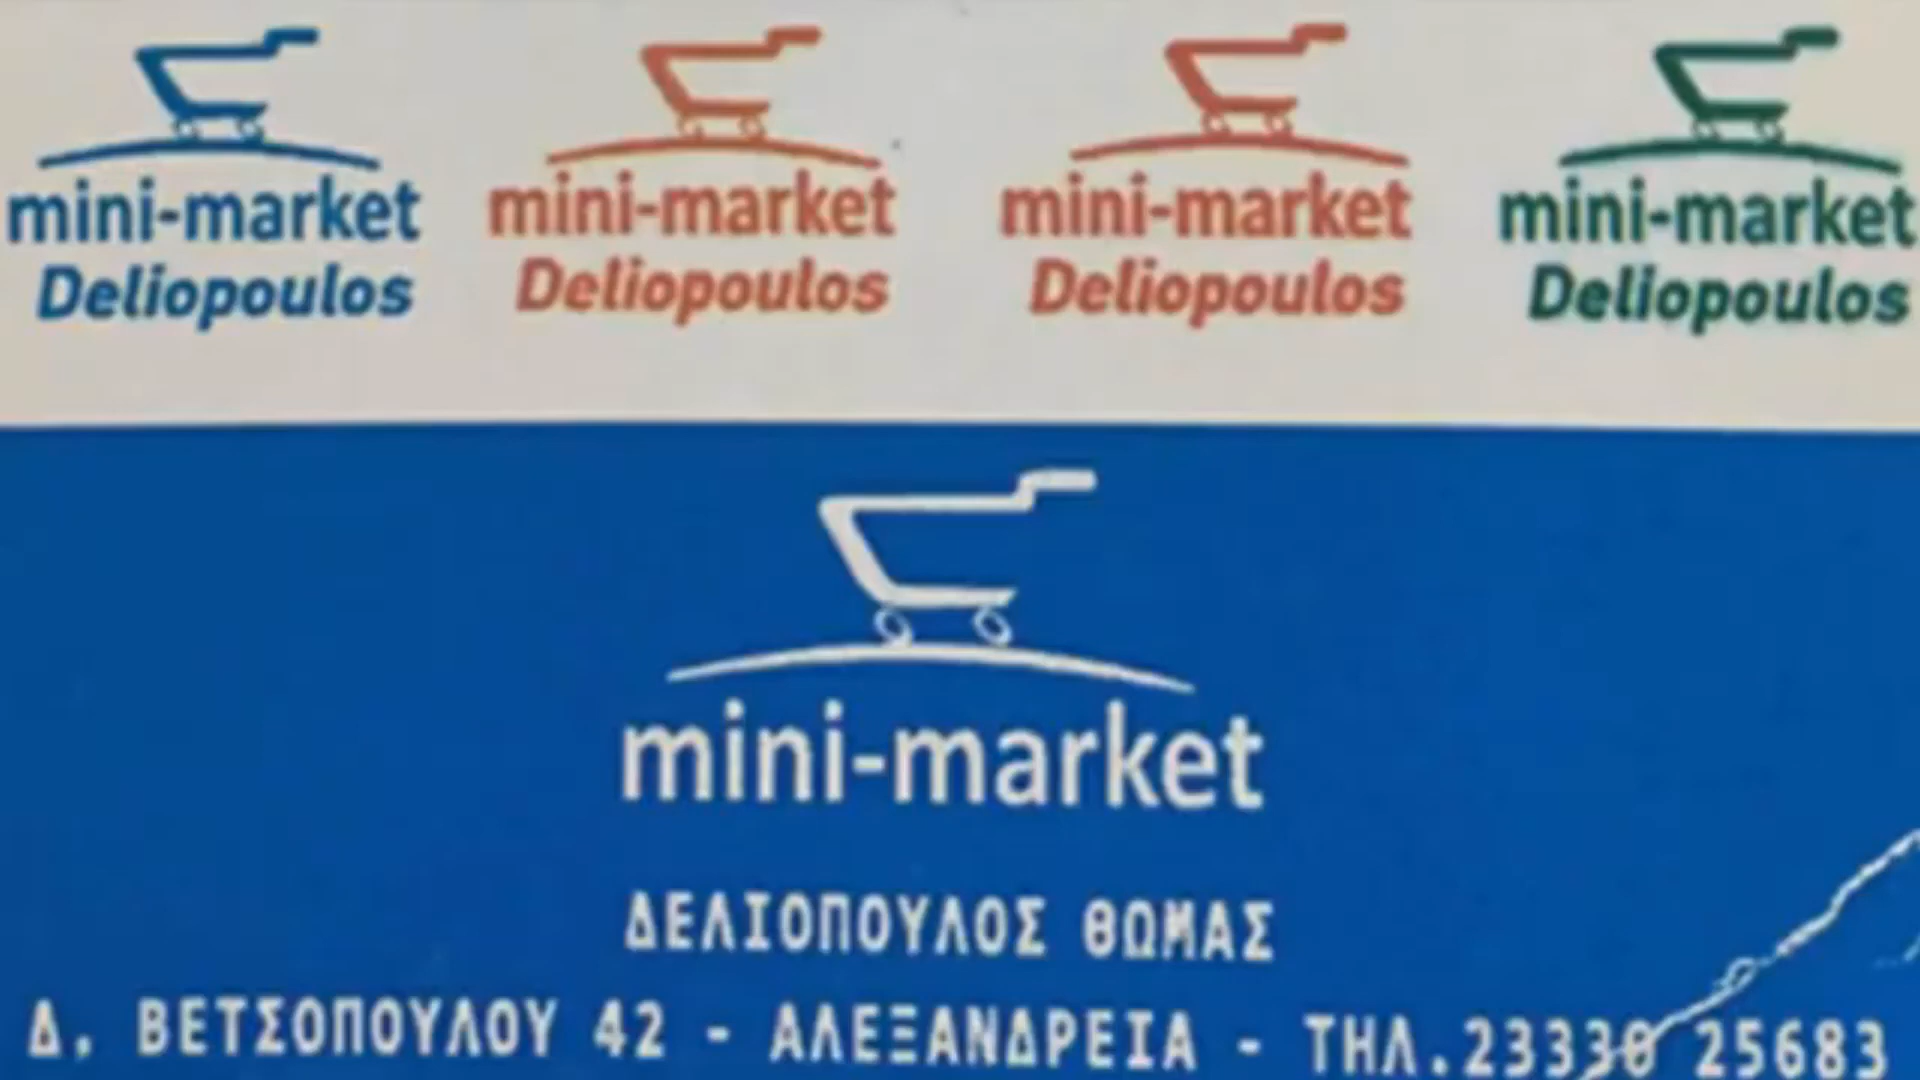 mini-market mini-market mini-market mini-market
Deliopoulos Deliopoulos Deliopoulos Deliopoulos
mini-market
ΔΕΛΙΟΠΟΥΛΟΣ ΘΩΜΑΣ
Δ. ΒΕΤΣΟΠΟΥΛΟΥ 42 - ΑΛΕΞΑΝΔΡΕΙΑ - ΤΗΛ.23330 25683